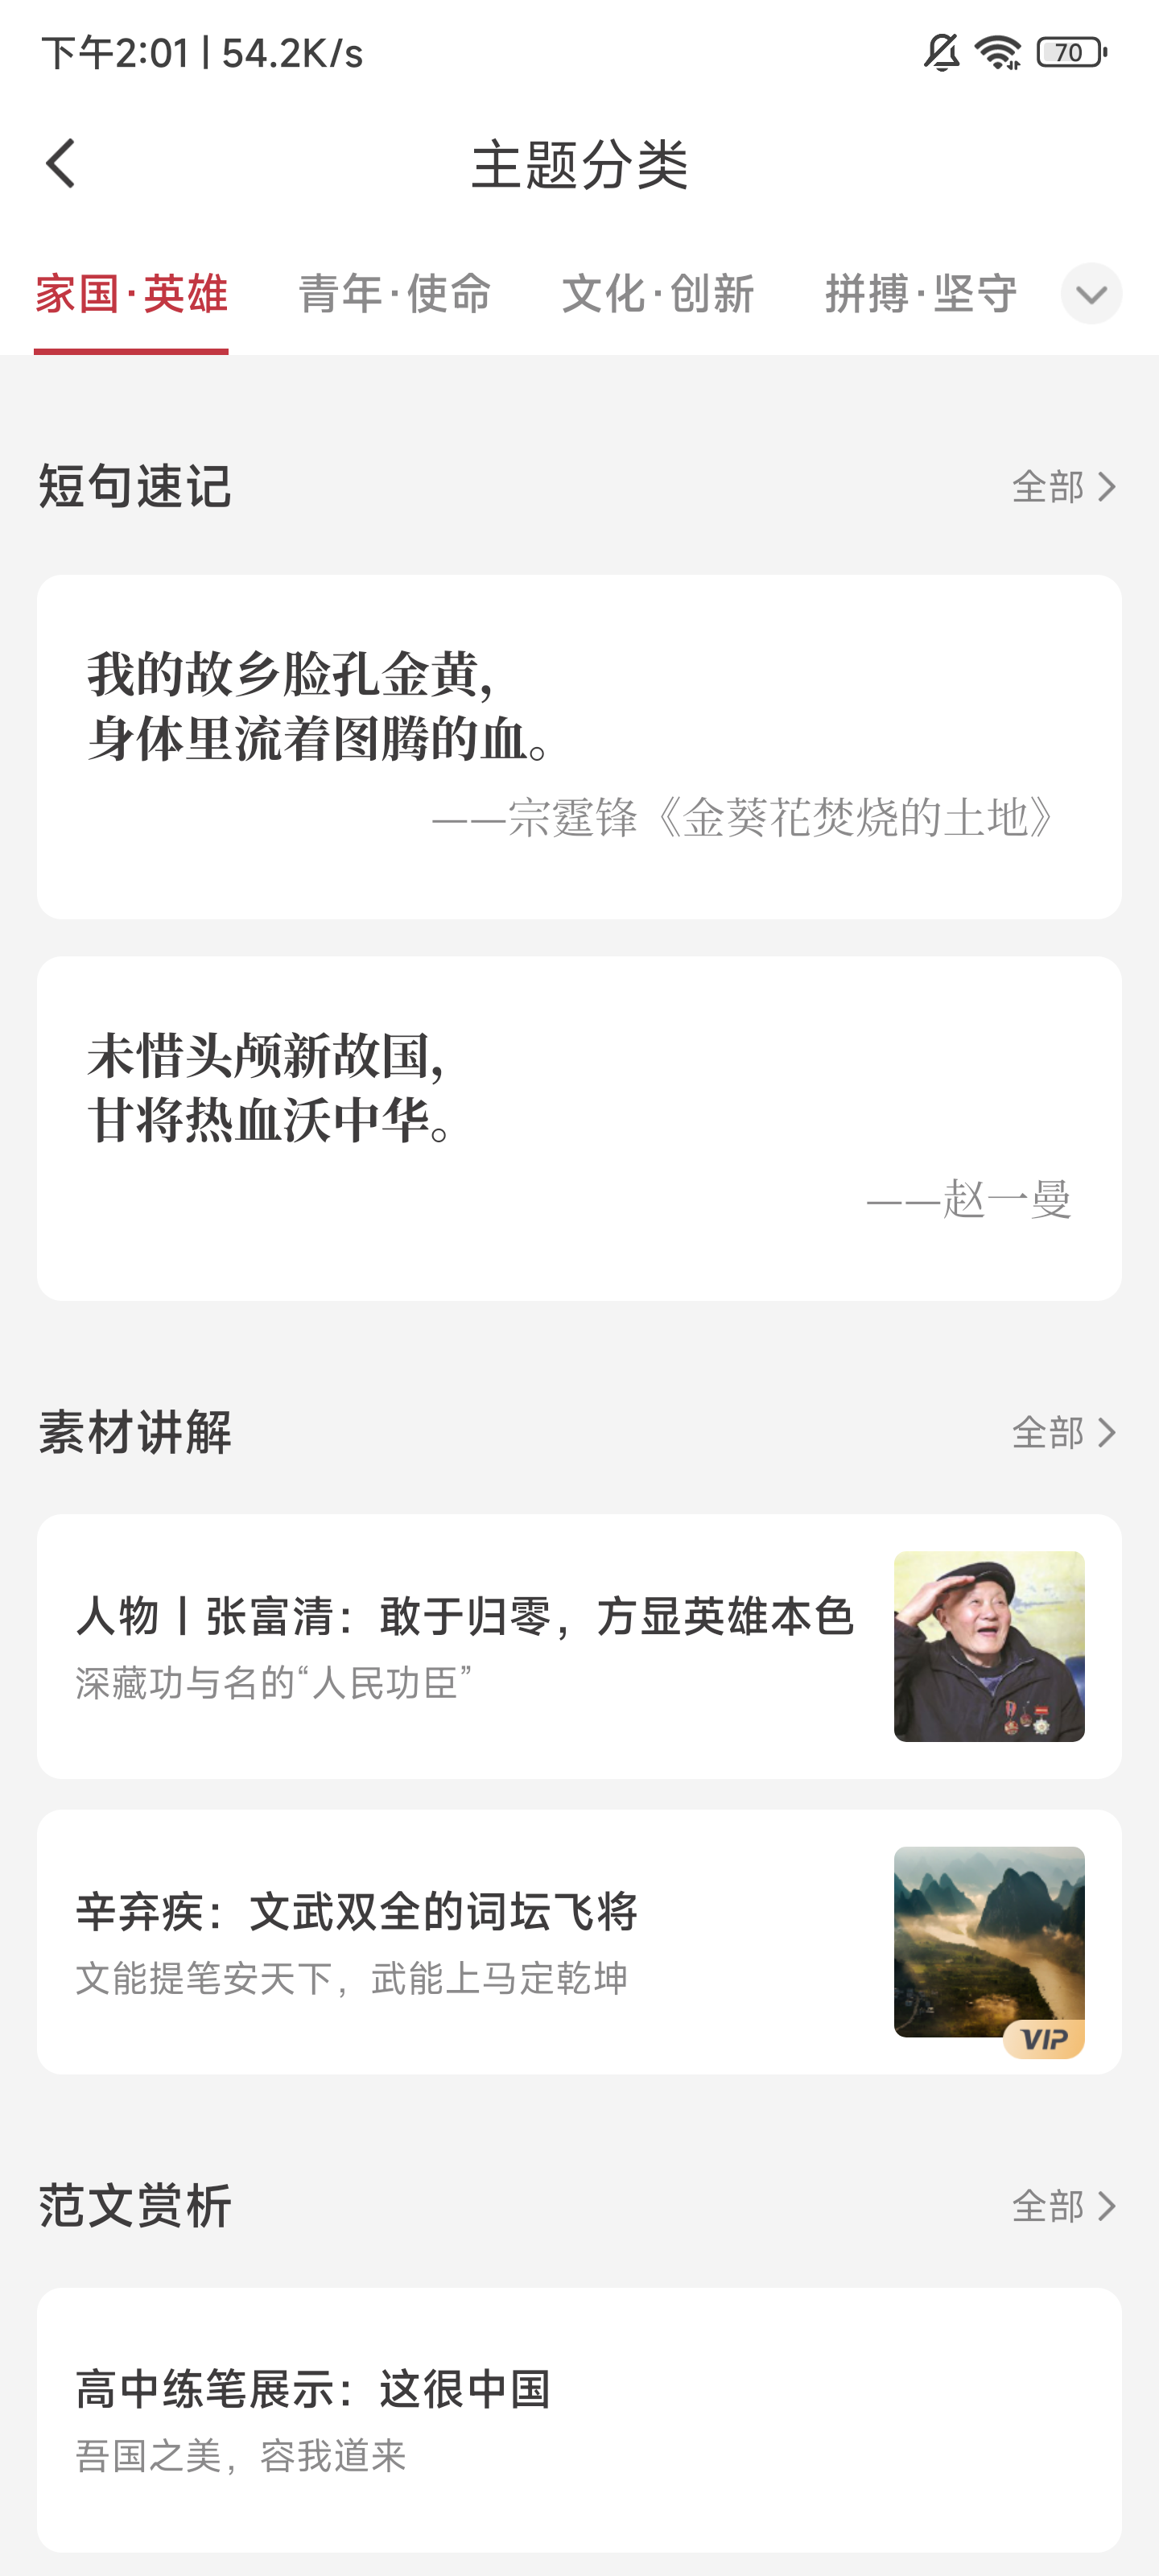 下午2:01 | 54.2K/s
70
主题分类
家国·英雄 青年·使命 文化·创新 拼搏·坚守
短句速记 全部
我的故乡脸孔金黄，
身体里流着图腾的血。
——宗霆锋《金葵花焚烧的土地》
未惜头颅新故国，
甘将热血沃中华。
——赵一曼
素材讲解 全部
人物丨张富清：敢于归零，方显英雄本色
深藏功与名的“人民功臣”
辛弃疾：文武双全的词坛飞将
文能提笔安天下，武能上马定乾坤
VIP
范文赏析 全部
高中练笔展示：这很中国
吾国之美，容我道来